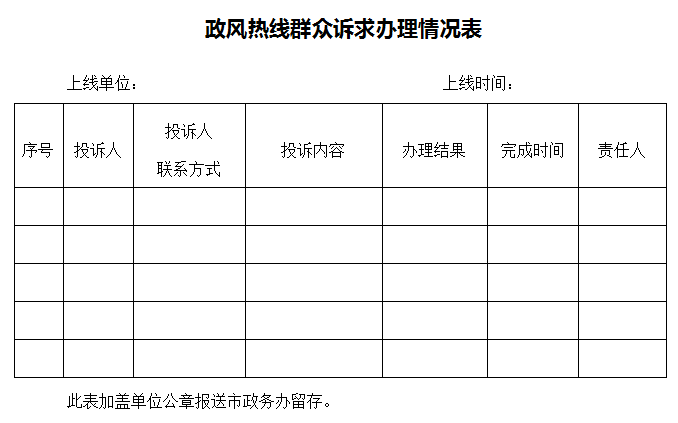 政风热线群众诉求办理情况表
上线单位： 上线时间：
序号 投诉人 投诉人 联系方式 投诉内容 办理结果 完成时间 责任人
此表加盖单位公章报送市政务办留存。